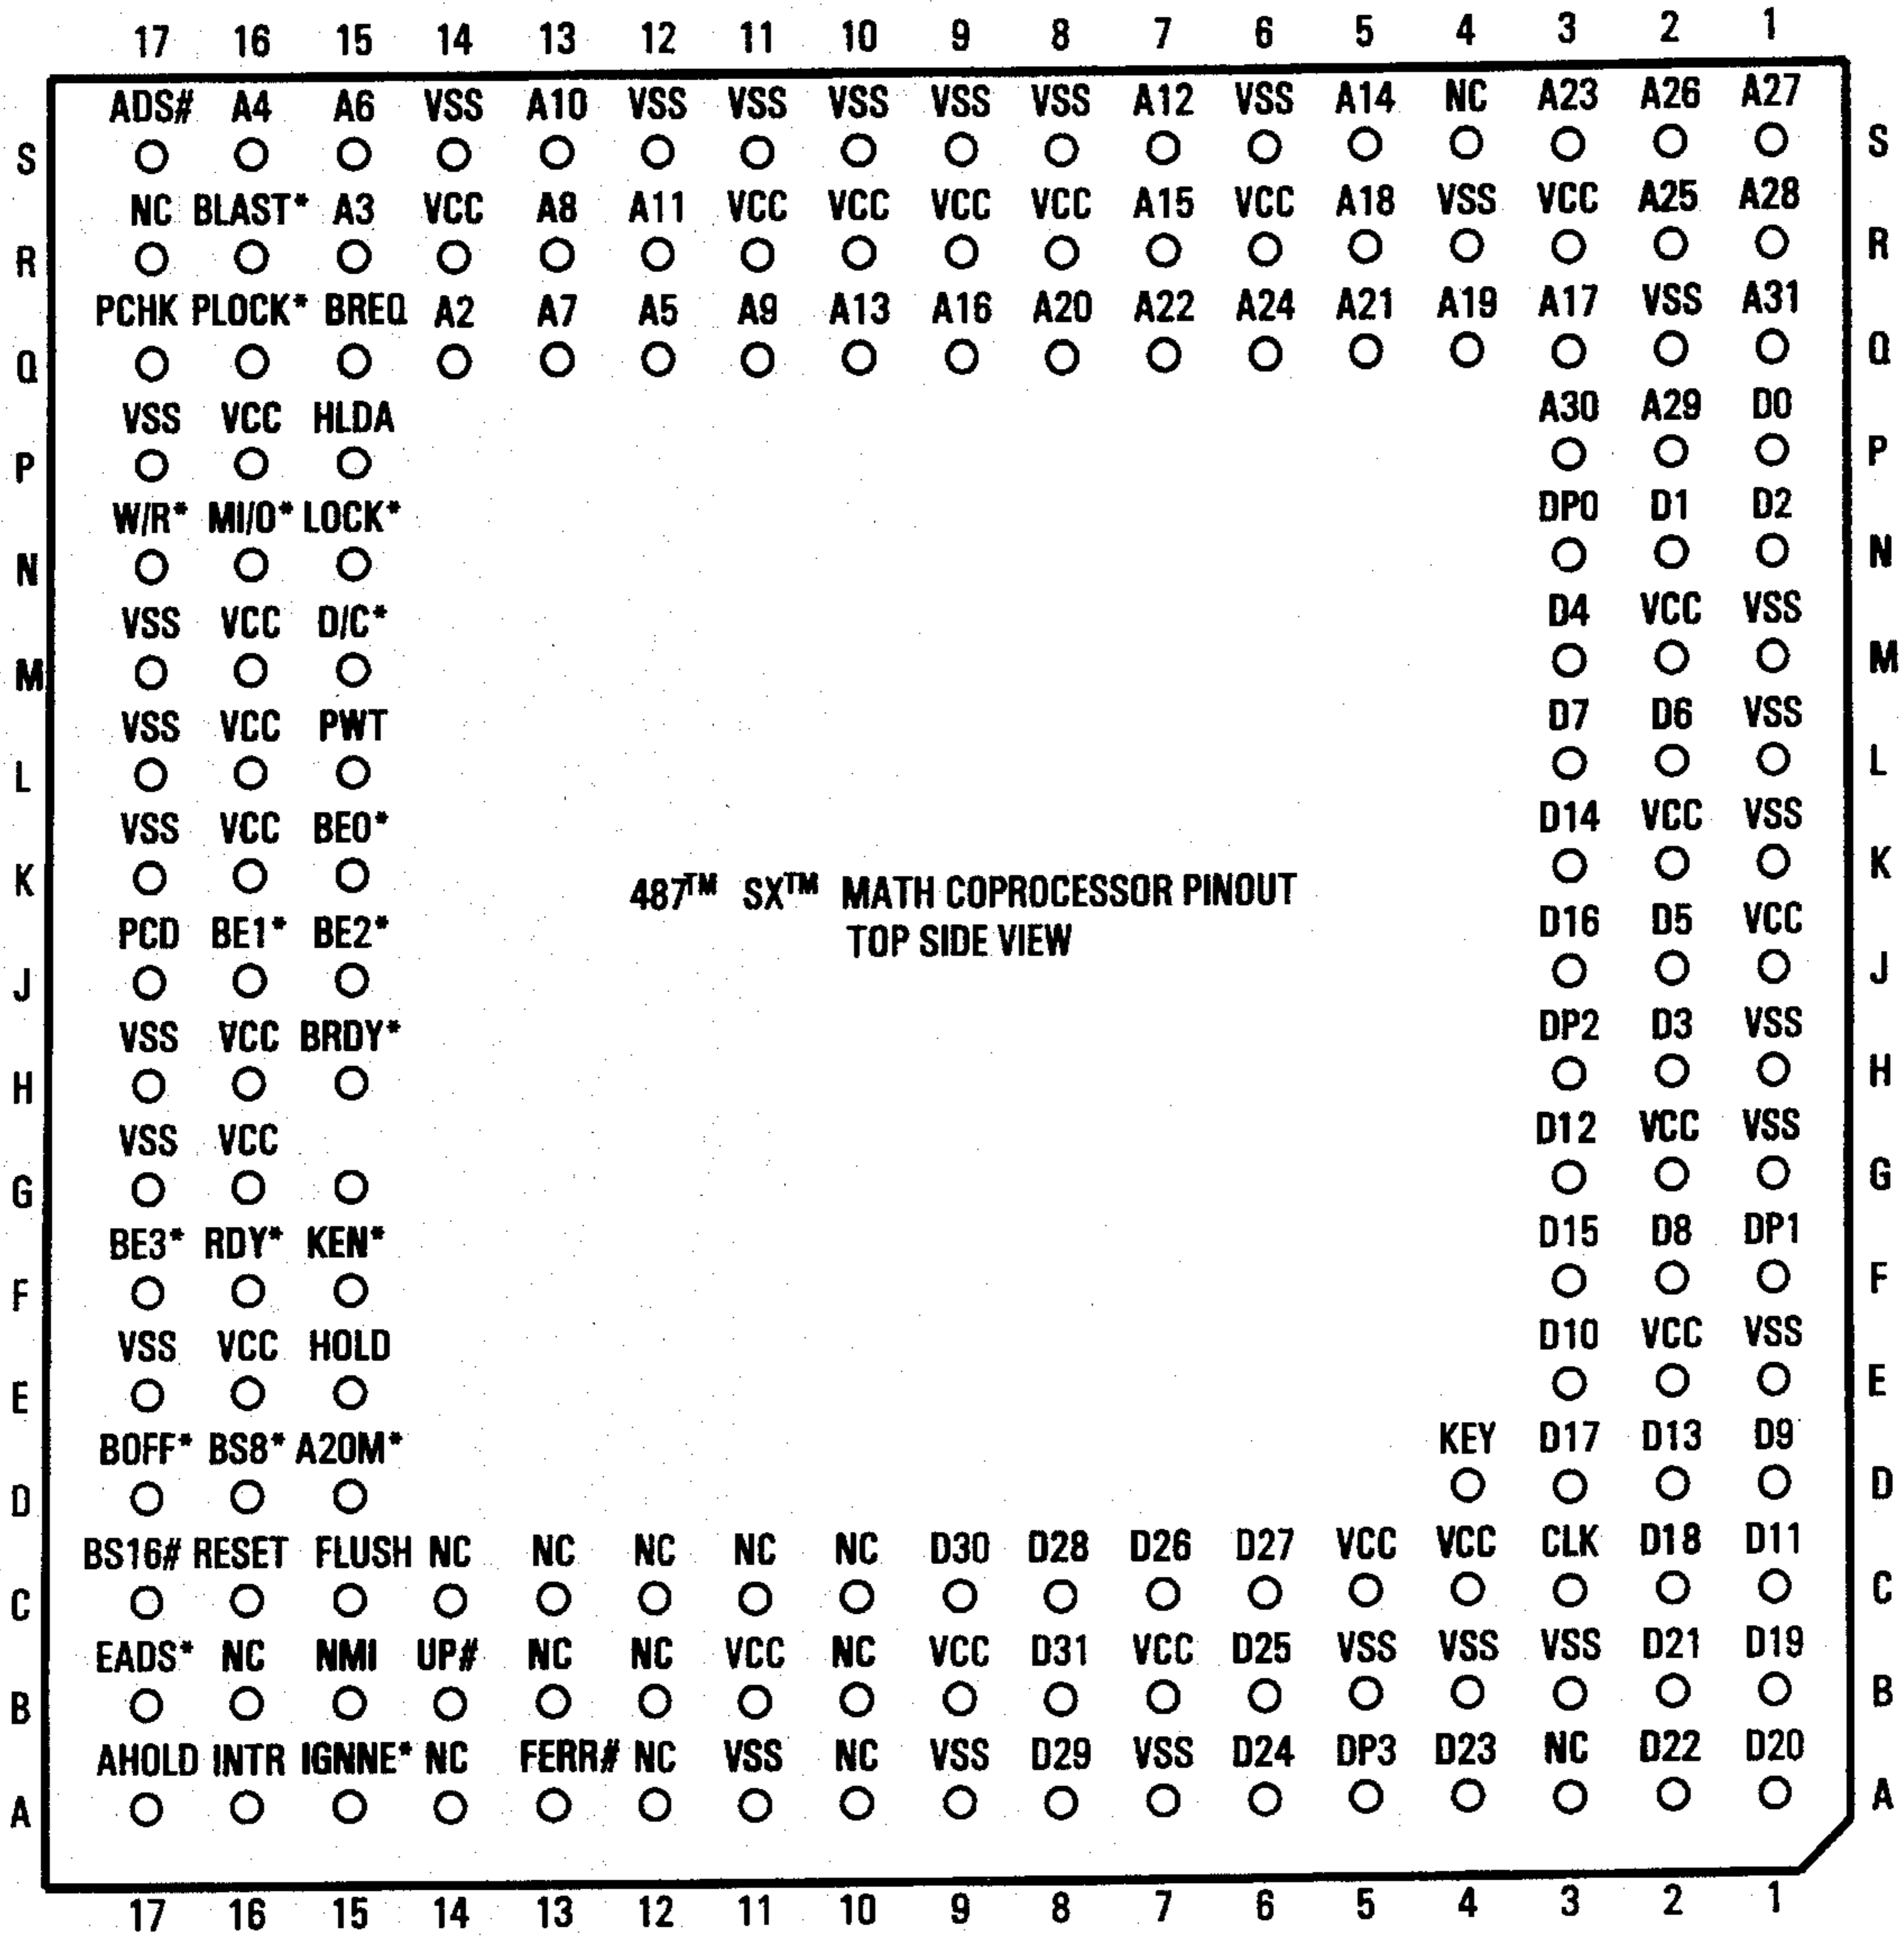 17 16 15 14 13 12 11 10 9 8 7 6 5 4 3 2 1
ADS# A4 A6 VSS A10 VSS VSS VSS VSS VSS A12 VSS A14 NC A23 A26 A27
S S
NC BLAST* A3 VCC A8 A11 VCC VCC VCC VCC A15 VCC A18 VSS VCC A25 A28
R R
PCHK PLOCK* BREQ A2 A7 A5 A9 A13 A16 A20 A22 A24 A21 A19 A17 VSS A31
Q Q
VSS VCC HLDA A30 A29 D0
P P
W/R* MI/O* LOCK* DP0 D1 D2
N N
VSS VCC D/C* D4 VCC VSS
M M
VSS VCC PWT D7 D6 VSS
L L
VSS VCC BE0* D14 VCC VSS
K K
487™ SX™ MATH COPROCESSOR PINOUT
PCD BE1* BE2* D16 D5 VCC
TOP SIDE VIEW
J J
VSS VCC BRDY* DP2 D3 VSS
H H
VSS VCC D12 VCC VSS
G G
BE3* RDY* KEN* D15 D8 DP1
F F
VSS VCC HOLD D10 VCC VSS
E E
BOFF* BS8* A20M* KEY D17 D13 D9
D D
BS16# RESET FLUSH NC NC NC NC NC D30 D28 D26 D27 VCC VCC CLK D18 D11
C C
EADS* NC NMI UP# NC NC VCC NC VCC D31 VCC D25 VSS VSS VSS D21 D19
B B
AHOLD INTR IGNNE* NC FERR# NC VSS NC VSS D29 VSS D24 DP3 D23 NC D22 D20
A A
17 16 15 14 13 12 11 10 9 8 7 6 5 4 3 2 1